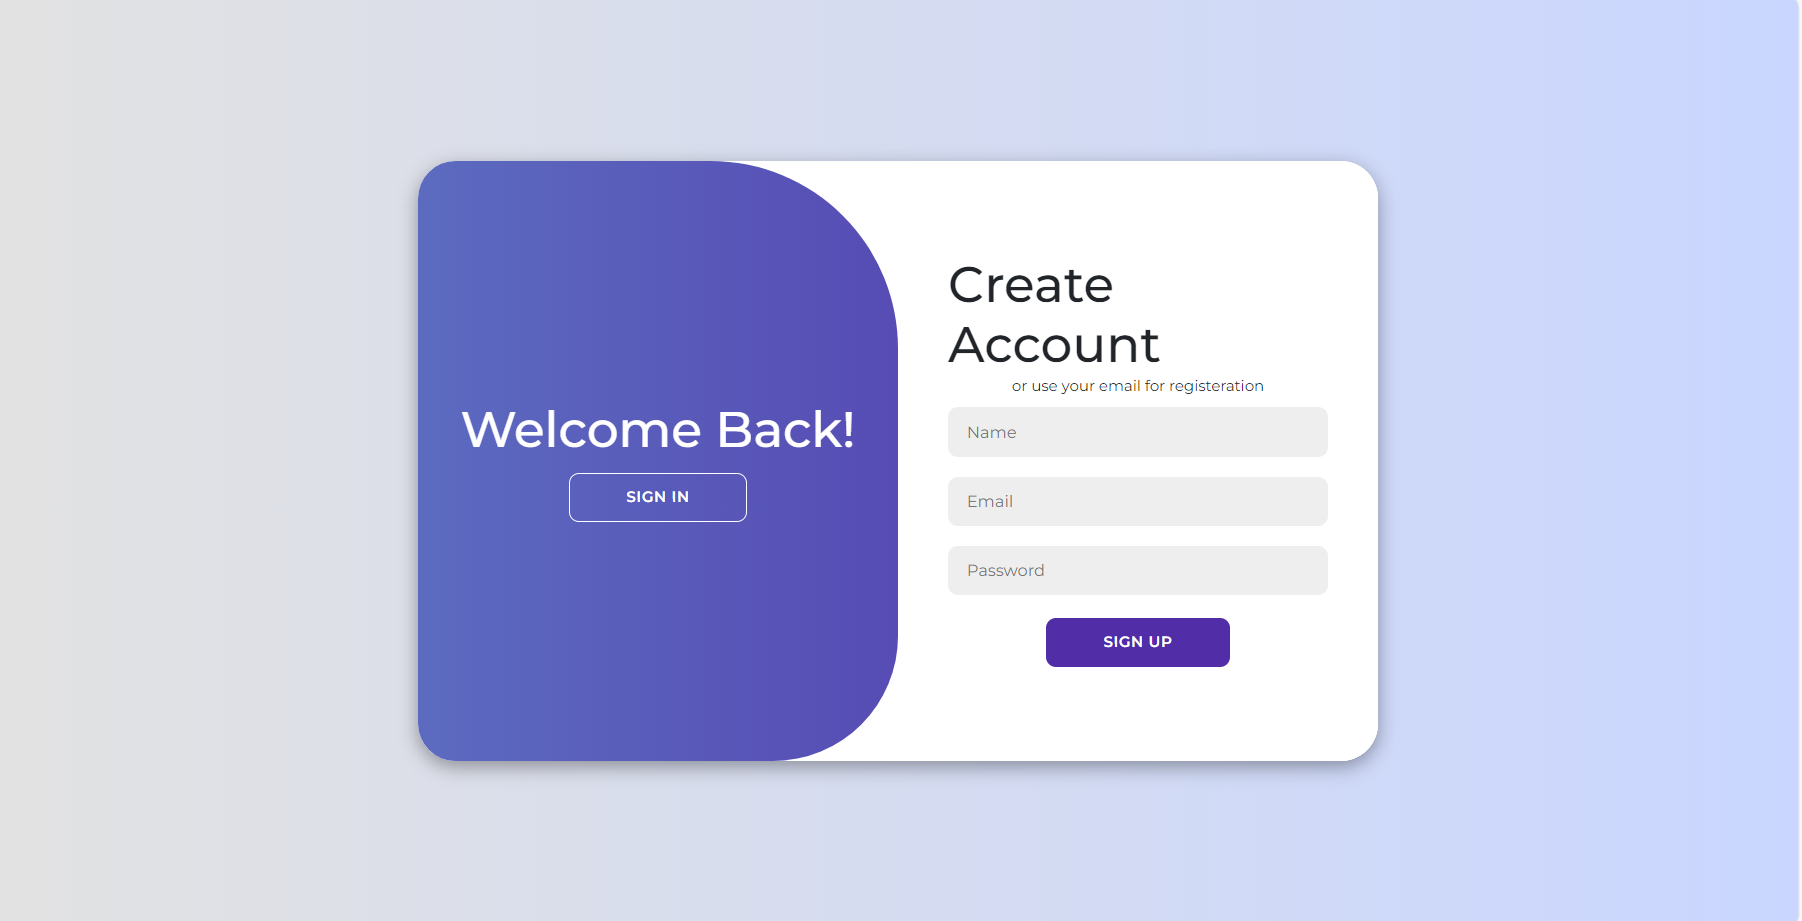 Welcome Back!
SIGN IN
Create
Account
or use your email for registeration
Name
Email
Password
SIGN UP